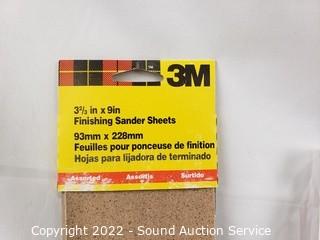 3M
3⅔ in x 9in
Finishing Sander Sheets
93mm x 228mm
Feuilles pour ponceuse de finition
Hojas para lijadora de terminado
Assorted Assortis Surtido
Copyright 2022 - Sound Auction Service